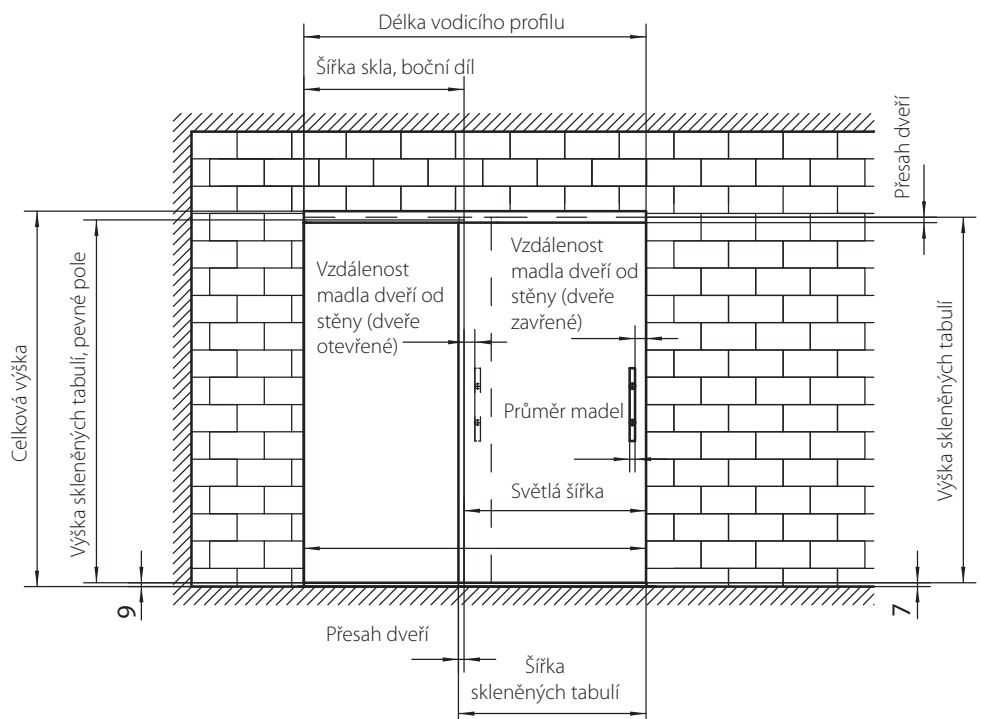 Délka vodicího profilu
Šířka skla, boční díl
Přesah dveří
Vzdálenost
madla dveří od
stěny (dveře
otevřené)
Vzdálenost
madla dveří od
stěny (dveře
zavřené)
Celková výška
Výška skleněných tabulí, pevné pole
Průměr madel
Výška skleněných tabulí
Světlá šířka
9
7
Přesah dveří
Šířka
skleněných tabulí